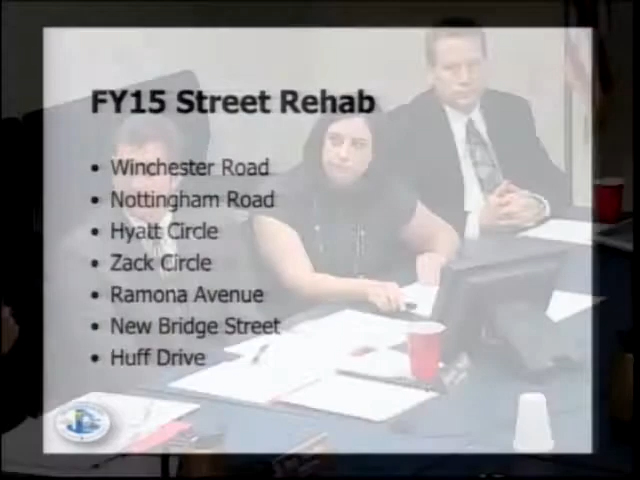 FY15 Street Rehab
• Winchester Road
• Nottingham Road
• Hyatt Circle
• Zack Circle
• Ramona Avenue
• New Bridge Street
• Huff Drive